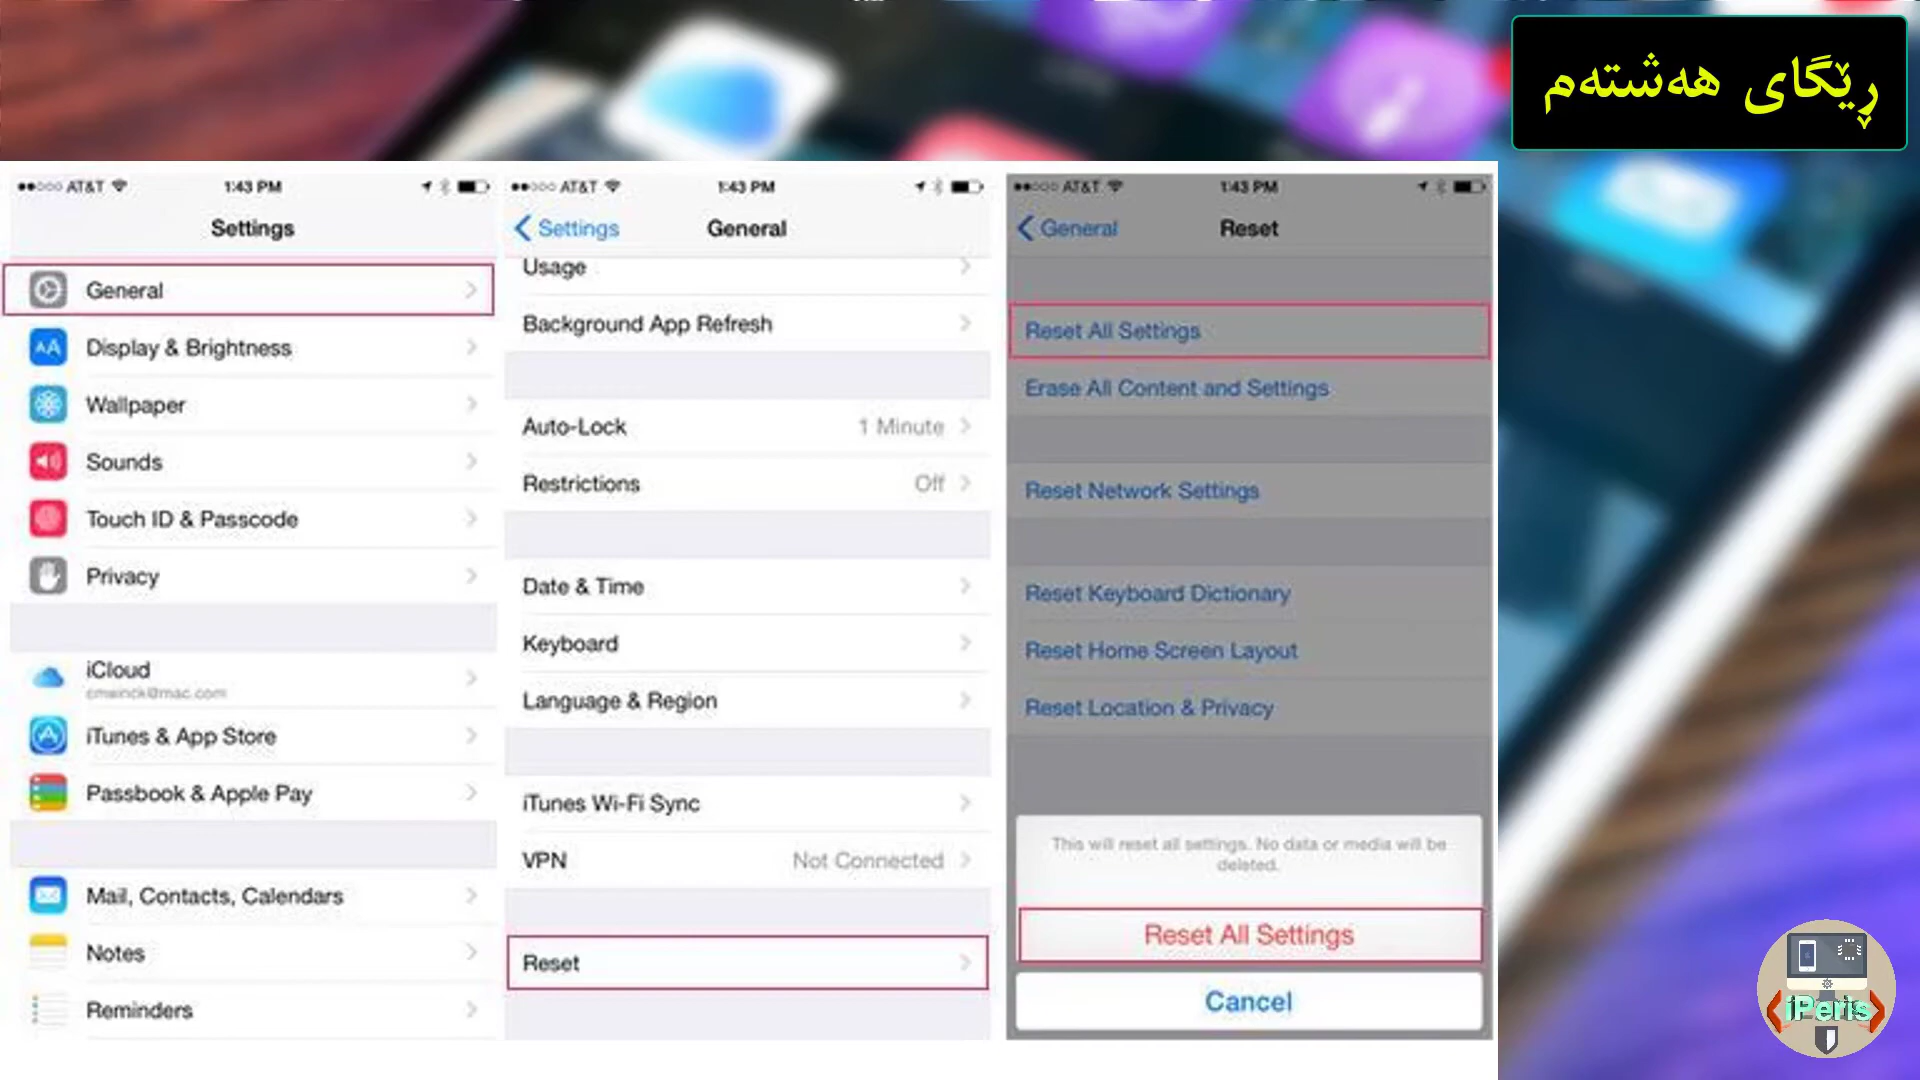 ڕێگای هەشتەم
AT&T 1:43 PM
Settings
General
Display & Brightness
Wallpaper
Sounds
Touch ID & Passcode
Privacy
iCloud
cmeinck@mac.com
iTunes & App Store
Passbook & Apple Pay
Mail, Contacts, Calendars
Notes
Reminders
AT&T 1:43 PM
Settings General
Usage
Background App Refresh
Auto-Lock 1 Minute
Restrictions Off
Date & Time
Keyboard
Language & Region
iTunes Wi-Fi Sync
VPN Not Connected
Reset
AT&T 1:43 PM
General Reset
Reset All Settings
Erase All Content and Settings
Reset Network Settings
Reset Keyboard Dictionary
Reset Home Screen Layout
Reset Location & Privacy
This will reset all settings. No data or media will be
deleted.
Reset All Settings
Cancel
iPeris